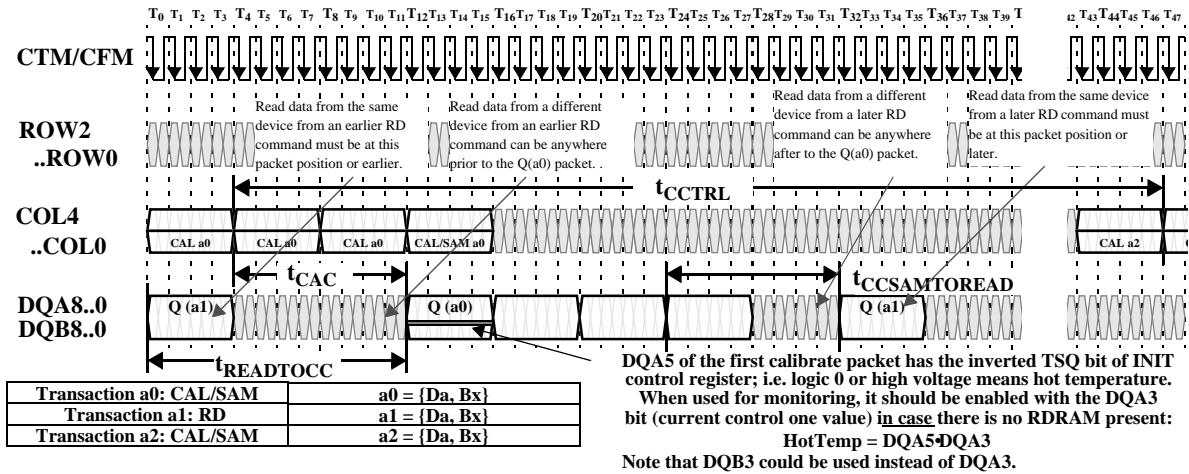 T0 T1 T2 T3 T4 T5 T6 T7 T8 T9 T10 T11 T12 T13 T14 T15 T16 T17 T18 T19 T20 T21 T22 T23 T24 T25 T26 T27 T28 T29 T30 T31 T32 T33 T34 T35 T36 T37 T38 T39 T 42 T43 T44 T45 T46 T47
CTM/CFM
Read data from the same
device from an earlier RD
command must be at this
packet position or earlier.
Read data from a different
device from an earlier RD
command can be anywhere
prior to the Q(a0) packet. .
Read data from a different
device from a later RD
command can be anywhere
after to the Q(a0) packet.
Read data from the same device
from a later RD command must
be at this packet position or
later.
ROW2
..ROW0
tCCTRL
COL4
..COL0
CAL a0 CAL a0 CAL a0 CAL/SAM a0 CAL a2
tCAC tCCSAMTOREAD
DQA8..0
DQB8..0
Q (a1) Q (a0) Q (a1)
tREADTOCC
Transaction a0: CAL/SAM a0 = {Da, Bx}
Transaction a1: RD a1 = {Da, Bx}
Transaction a2: CAL/SAM a2 = {Da, Bx}
DQA5 of the first calibrate packet has the inverted TSQ bit of INIT
control register; i.e. logic 0 or high voltage means hot temperature.
When used for monitoring, it should be enabled with the DQA3
bit (current control one value) in case there is no RDRAM present:
HotTemp = DQA5•DQA3
Note that DQB3 could be used instead of DQA3.